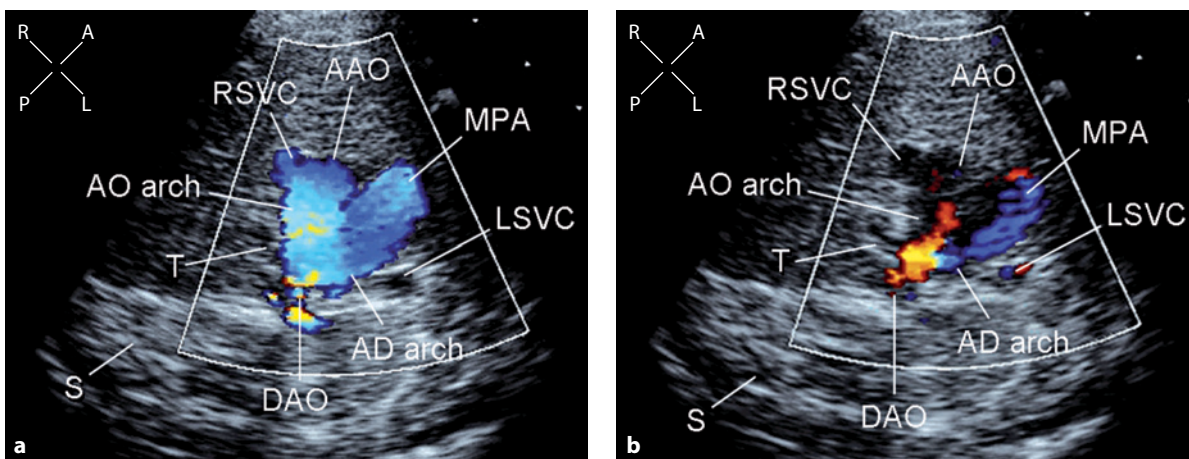 R A
P L
RSVC
AAO
MPA
AO arch
LSVC
T
AD arch
S
DAO
a
R A
P L
RSVC
AAO
MPA
AO arch
LSVC
T
AD arch
S
DAO
b